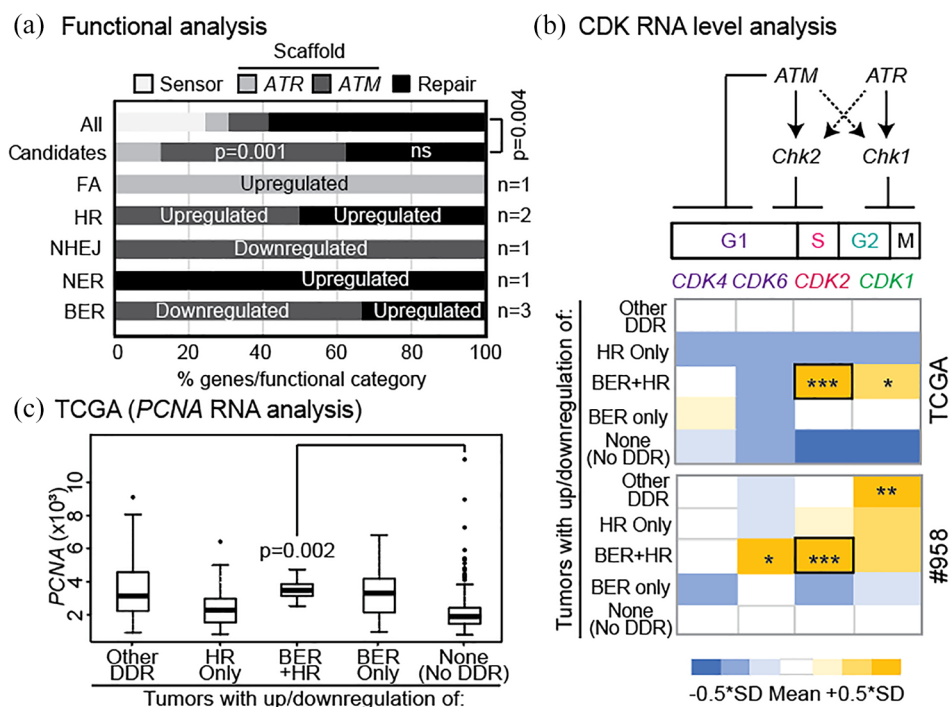 (a) Functional analysis
Scaffold
Sensor ATR ATM Repair
All
Candidates p=0.001 ns
p=0.004
FA Upregulated n=1
HR Upregulated Upregulated n=2
NHEJ Downregulated n=1
NER Upregulated n=1
BER Downregulated Upregulated n=3
0 20 40 60 80 100
% genes/functional category
(b) CDK RNA level analysis
ATM ATR
Chk2 Chk1
G1 S G2 M
CDK4 CDK6 CDK2 CDK1
Tumors with up/downregulation of:
Other
DDR
HR Only
BER+HR *** *
BER only
None
(No DDR)
TCGA
Tumors with up/downregulation of:
Other
DDR **
HR Only
BER+HR * ***
BER only
None
(No DDR)
#958
-0.5*SD Mean +0.5*SD
(c) TCGA (PCNA RNA analysis)
PCNA (x10³)
10
8
6
4
2
p=0.002
Other HR BER BER None
DDR Only +HR Only (No DDR)
Tumors with up/downregulation of: